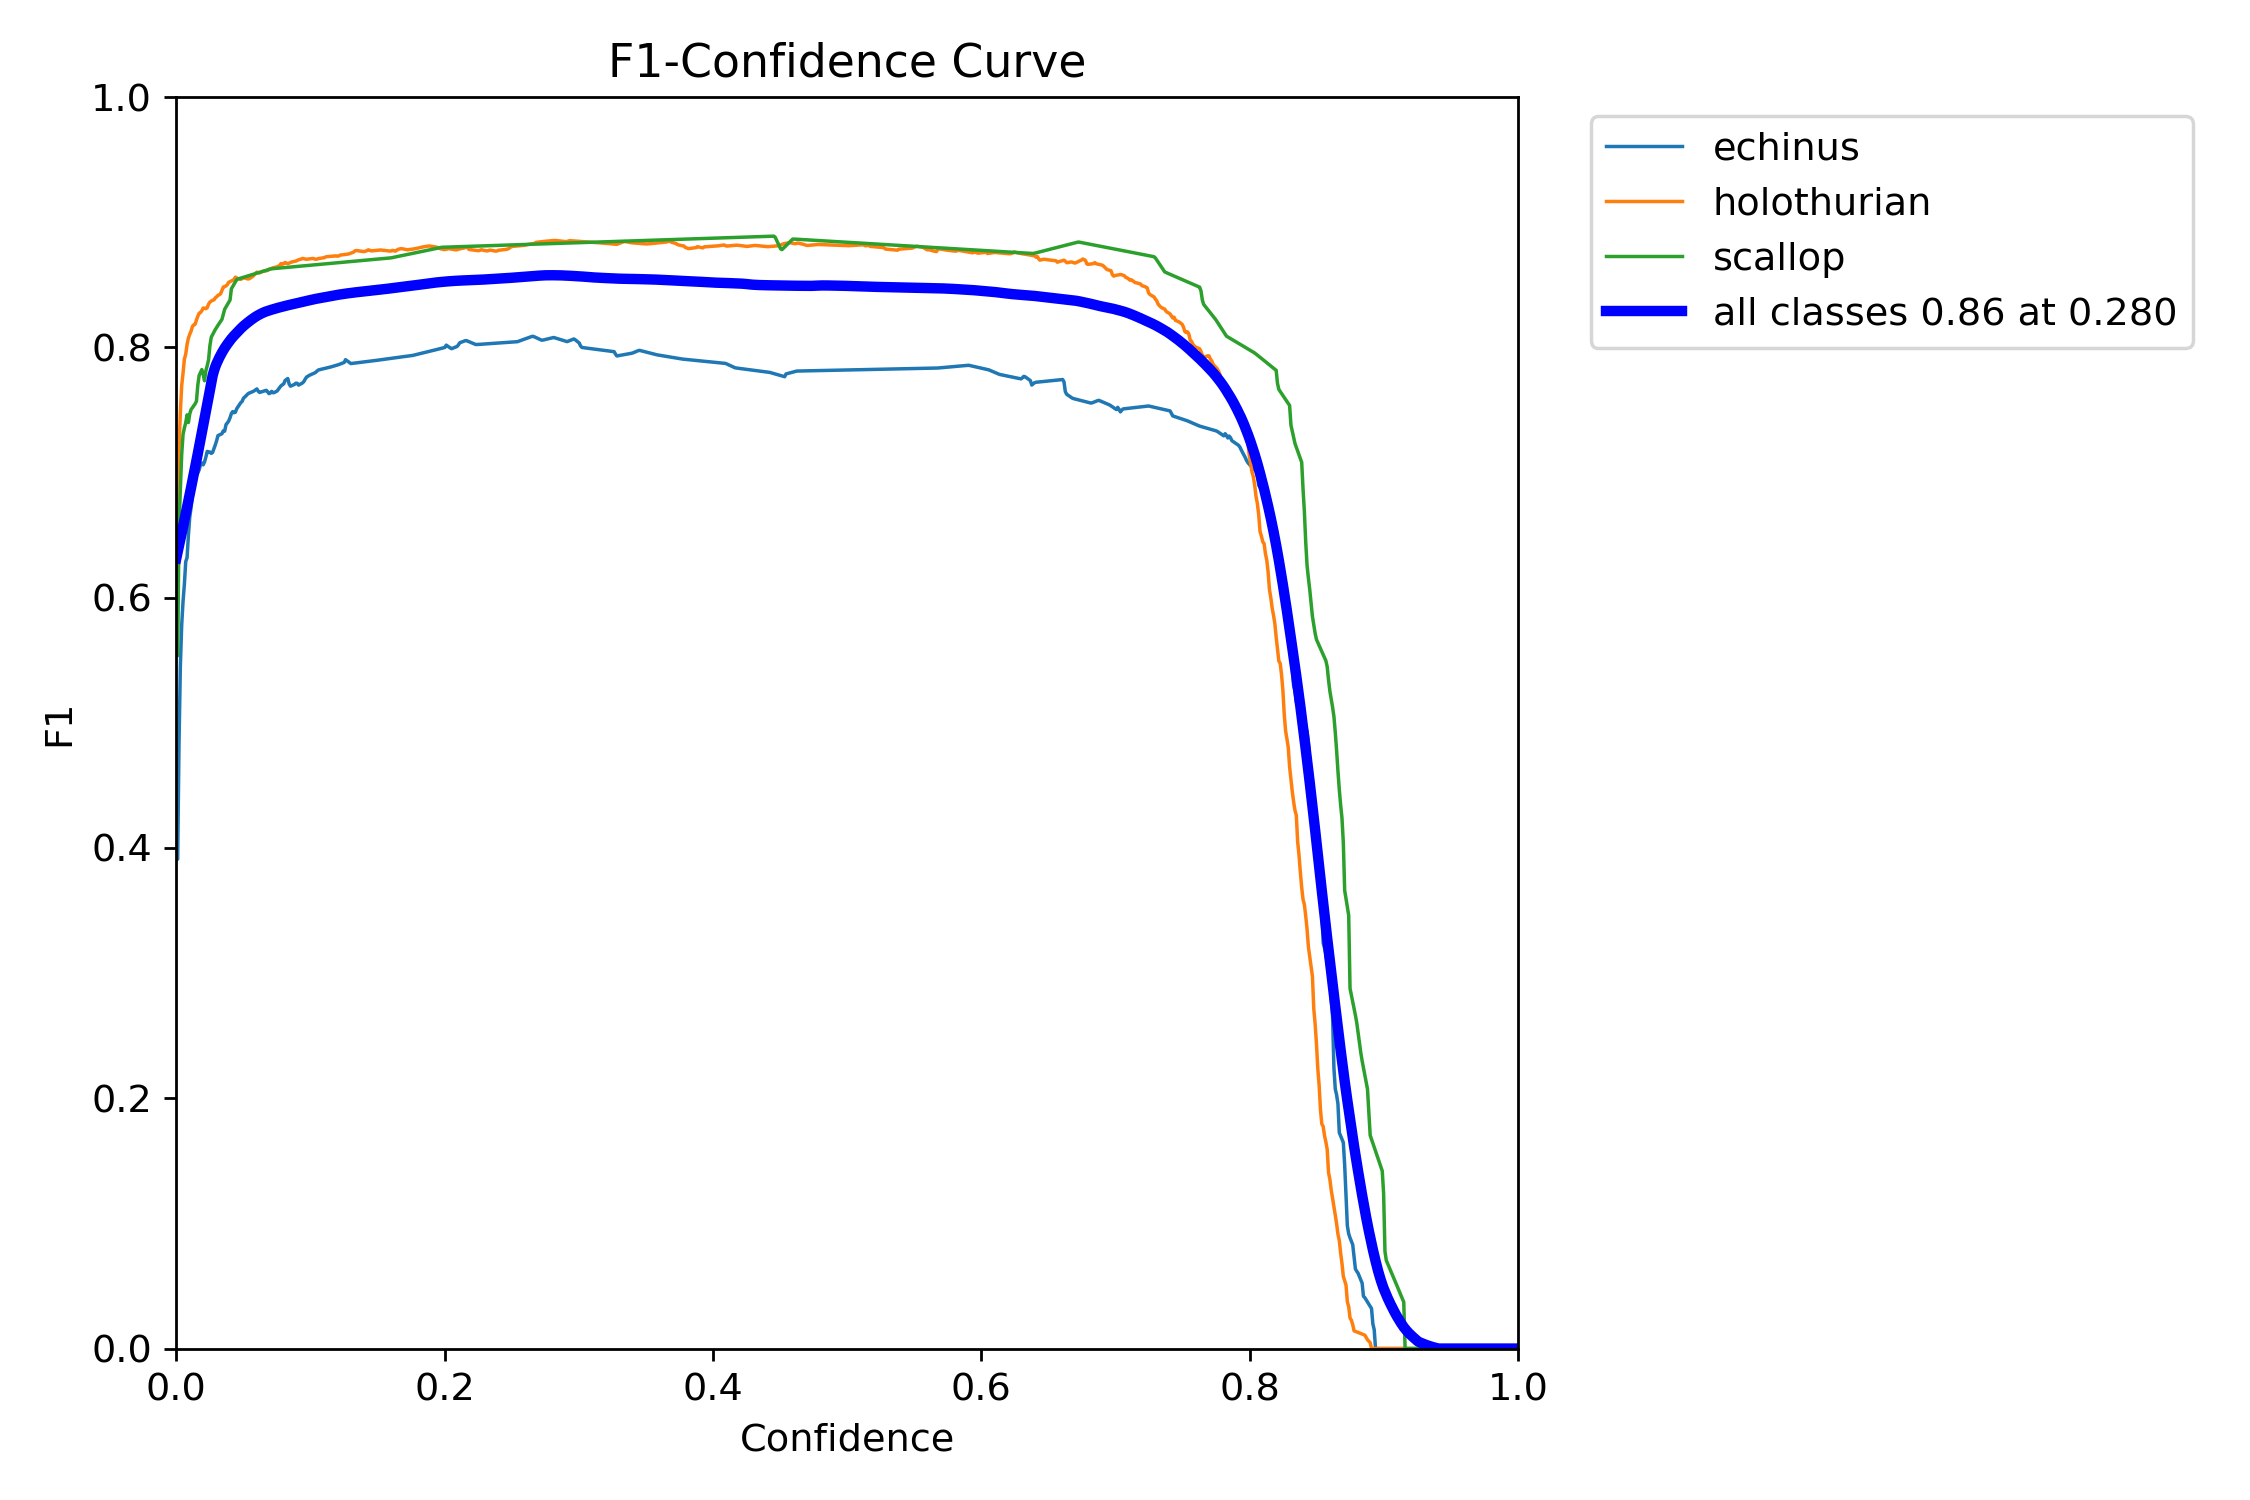 F1-Confidence Curve
1.0
0.8
0.6
0.4
0.2
0.0
F1
0.0 0.2 0.4 0.6 0.8 1.0
Confidence
echinus
holothurian
scallop
all classes 0.86 at 0.280